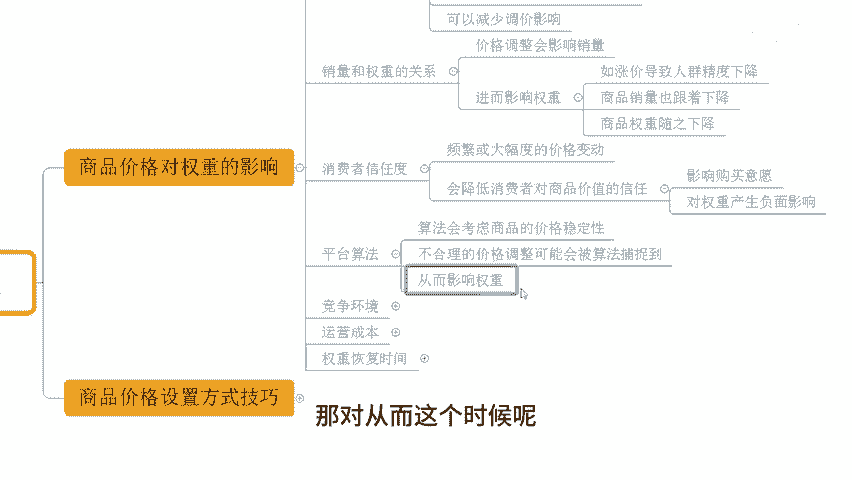 可以减少调价影响
价格调整会影响销量
销量和权重的关系
如涨价导致人群精度下降
进而影响权重
商品销量也跟着下降
商品权重随之下降
商品价格对权重的影响
频繁或大幅度的价格变动
消费者信任度
影响购买意愿
会降低消费者对商品价值的信任
对权重产生负面影响
算法会考虑商品的价格稳定性
平台算法
不合理的价格调整可能会被算法捕捉到
从而影响权重
竞争环境
运营成本
权重恢复时间
商品价格设置方式技巧
那对从而这个时候呢